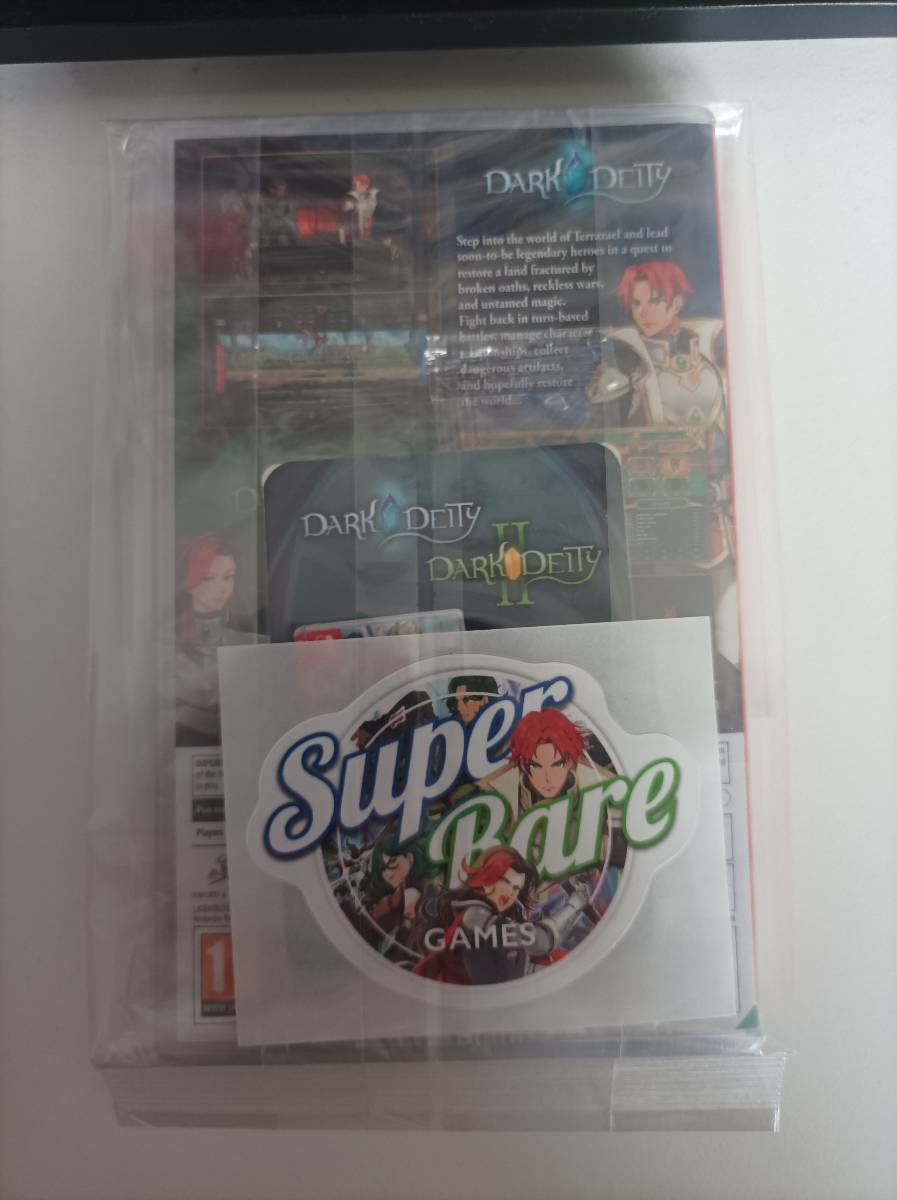 DARK DEITY
Step into the world of Terrazael and lead
soon-to-be legendary heroes in a quest to
restore a land fractured by
broken oaths, reckless wars,
and untamed magic.
Fight back in turn-based
battles, manage character
relationships, collect
dangerous artifacts,
and hopefully restore
the world...
DARK DEITY
II
DARK DEITY
Super
Rare
GAMES
Players